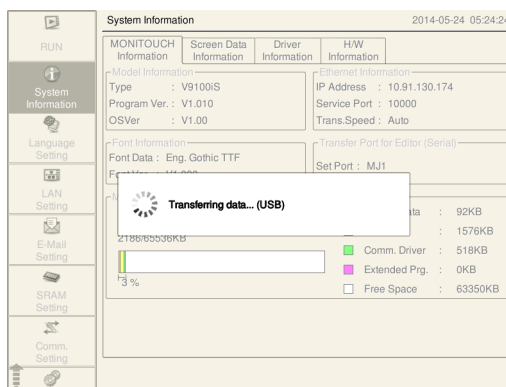 System Information 2014-05-24 05:24:24
RUN
System
Information
Language
Setting
LAN
Setting
E-Mail
Setting
SRAM
Setting
Comm.
Setting
MONITOUCH
Information
Screen Data
Information
Driver
Information
H/W
Information
Model Information
Type : V9100iS
Program Ver. : V1.010
OSVer : V1.00
Ethernet Information
IP Address : 10.91.130.174
Service Port : 10000
Trans.Speed : Auto
Font Information
Font Data : Eng. Gothic TTF
Transfer Port for Editor (Serial)
Set Port : MJ1
Transferring data... (USB)
2186/65536KB
3 %
: 92KB
: 1576KB
Comm. Driver : 518KB
Extended Prg. : 0KB
Free Space : 63350KB